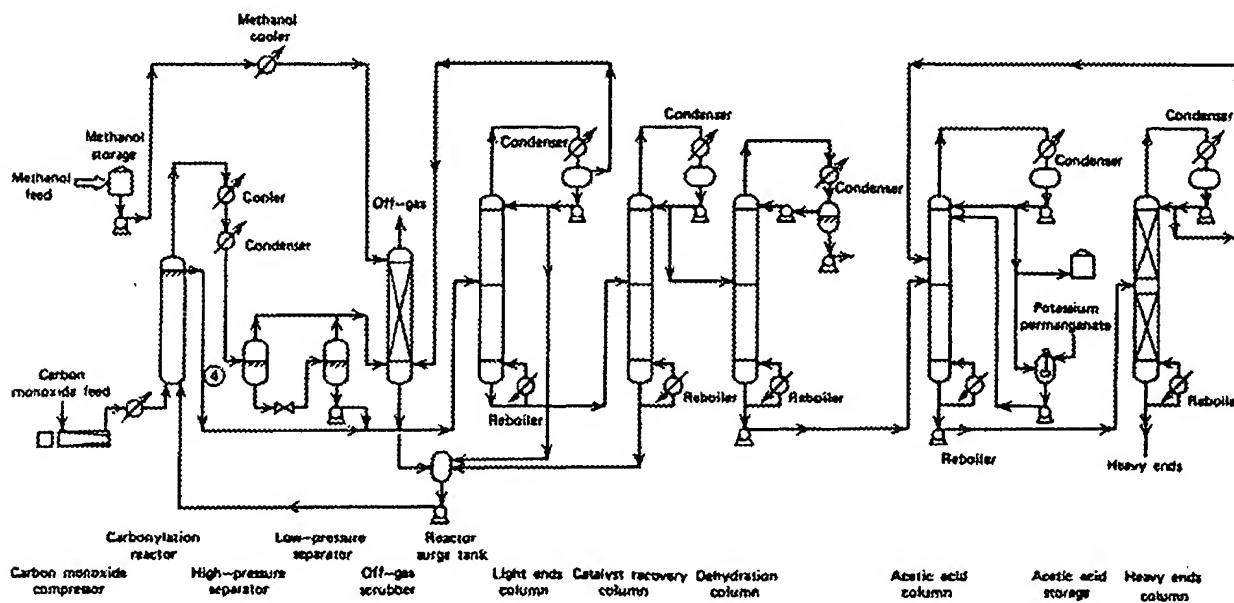 Methanol
cooler
Methanol
storage
Methanol
feed
Cooler
Condenser
Off-gas
Condenser
Condenser
Condenser
Condenser
Condenser
Potassium
permanganate
4
Carbon
monoxide feed
Reboiler
Reboiler
Reboiler
Reboiler
Reboiler
Heavy ends
Carbonylation
reactor
Low-pressure
separator
Reactor
surge tank
Carbon monoxide
compressor
High-pressure
separator
Off-gas
scrubber
Light ends
column
Catalyst recovery
column
Dehydration column
Acetic acid
column
Acetic acid
storage
Heavy ends
column